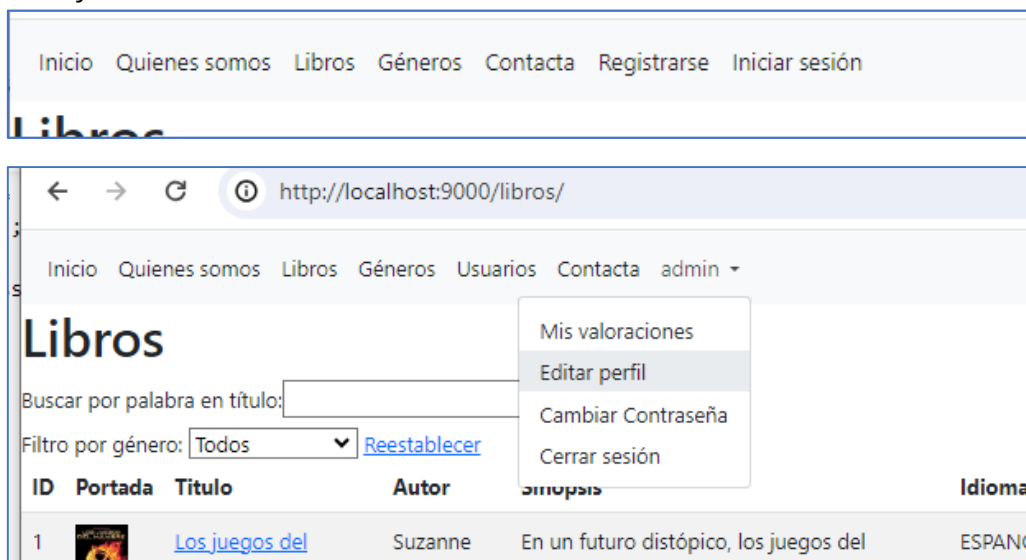 Inicio Quienes somos Libros Géneros Contacta Registrarse Iniciar sesión
Libros
http://localhost:9000/libros/
;
Inicio Quienes somos Libros Géneros Usuarios Contacta admin
s
Libros
Mis valoraciones
Editar perfil
Cambiar Contraseña
Cerrar sesión
Buscar por palabra en título:
Filtro por género: Todos Reestablecer
ID Portada Titulo Autor Sinopsis Idioma
1 Los juegos del Suzanne En un futuro distópico, los juegos del ESPAN